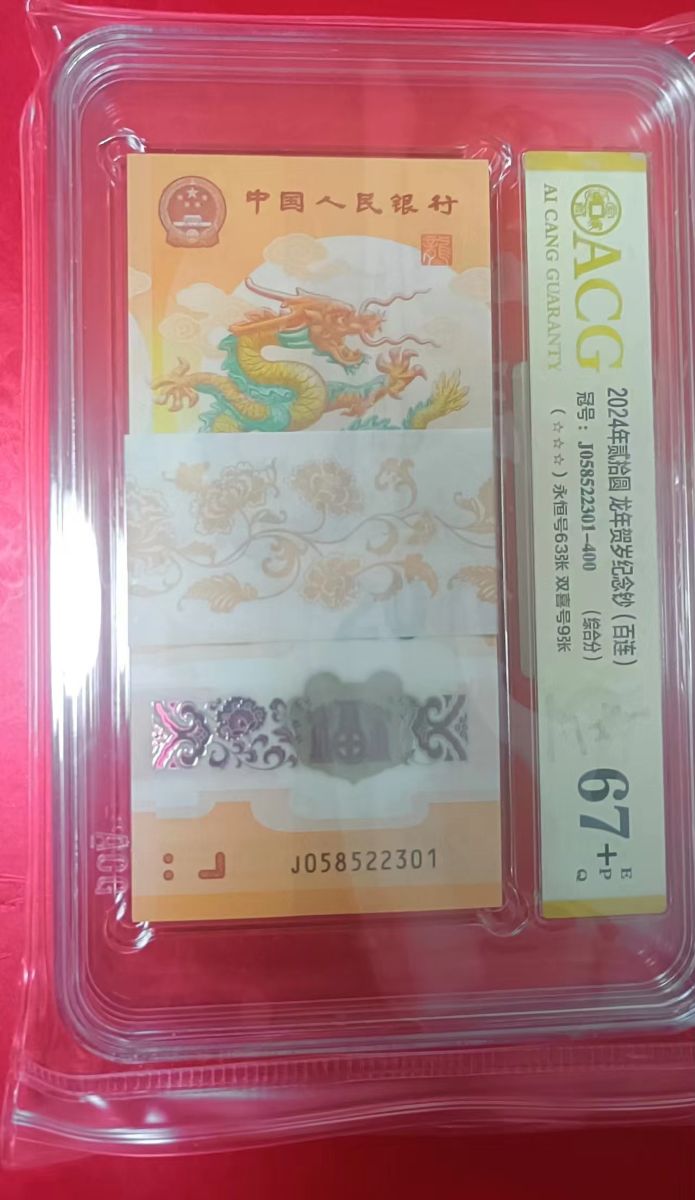 中国人民银行
龍
J058522301
ACG
AI CANG GUARANTY
2024年贰拾圆 龙年贺岁纪念钞（百连）
冠号：J058522301-400 （综合分）
（☆☆☆）永恒号63张 双喜号9张
67+
E
P
Q
ACG